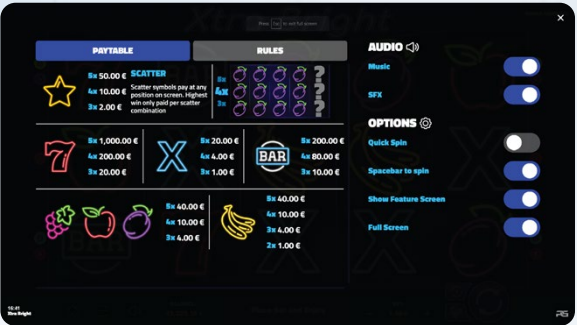 Xtra Bright
Press Esc to exit full screen
PAYTABLE
RULES
5x 50.00 € SCATTER
4x 10.00 €
3x 2.00 €
Scatter symbols pay at any
position on screen. Highest
win only paid per scatter
combination
5x
4x
3x
?
?
?
7
5x 1,000.00 €
4x 200.00 €
3x 20.00 €
X
5x 20.00 €
4x 4.00 €
3x 1.00 €
BAR
5x 200.00 €
4x 80.00 €
3x 10.00 €
5x 40.00 €
4x 10.00 €
3x 4.00 €
5x 40.00 €
4x 10.00 €
3x 4.00 €
2x 1.00 €
AUDIO
Music
SFX
OPTIONS
Quick Spin
Spacebar to spin
Show Feature Screen
Full Screen
Xtra Bright